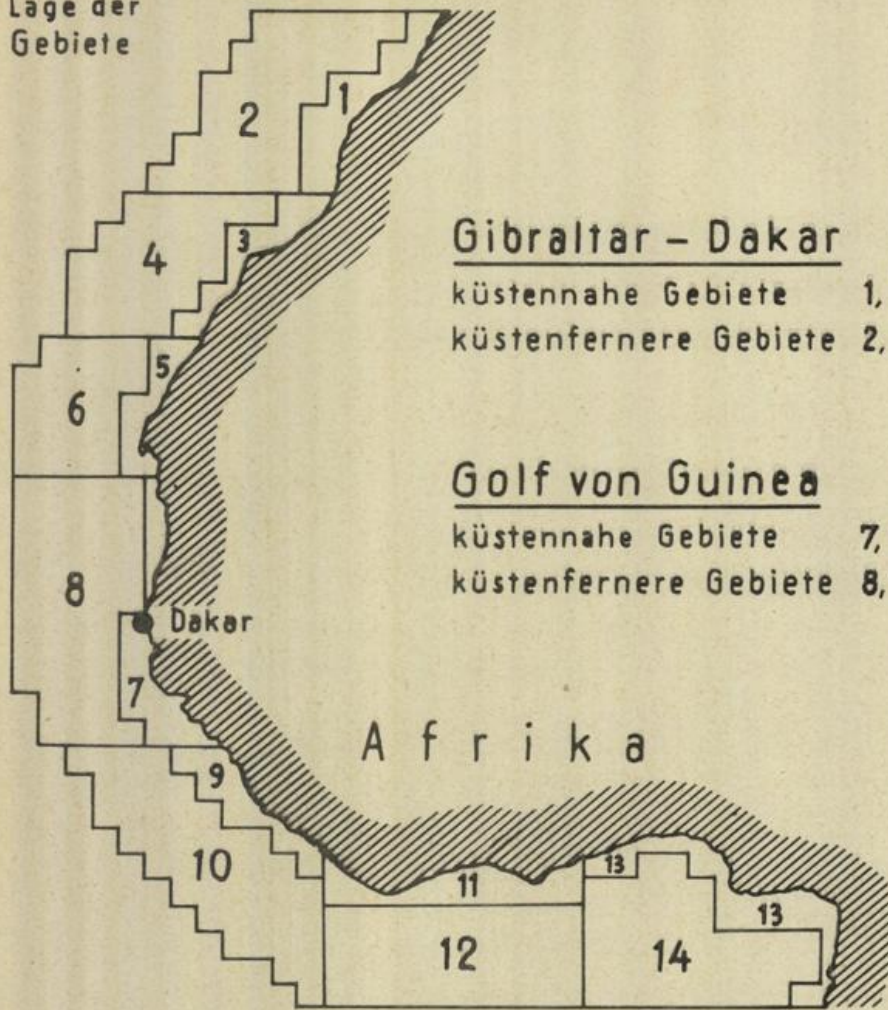 Lage der
Gebiete
1
2
3
4
Gibraltar – Dakar
küstennahe Gebiete 1,
küstenfernere Gebiete 2,
5
6
Golf von Guinea
küstennahe Gebiete 7,
küstenfernere Gebiete 8,
8
Dakar
7
Afrika
9
10
11
13
13
12
14